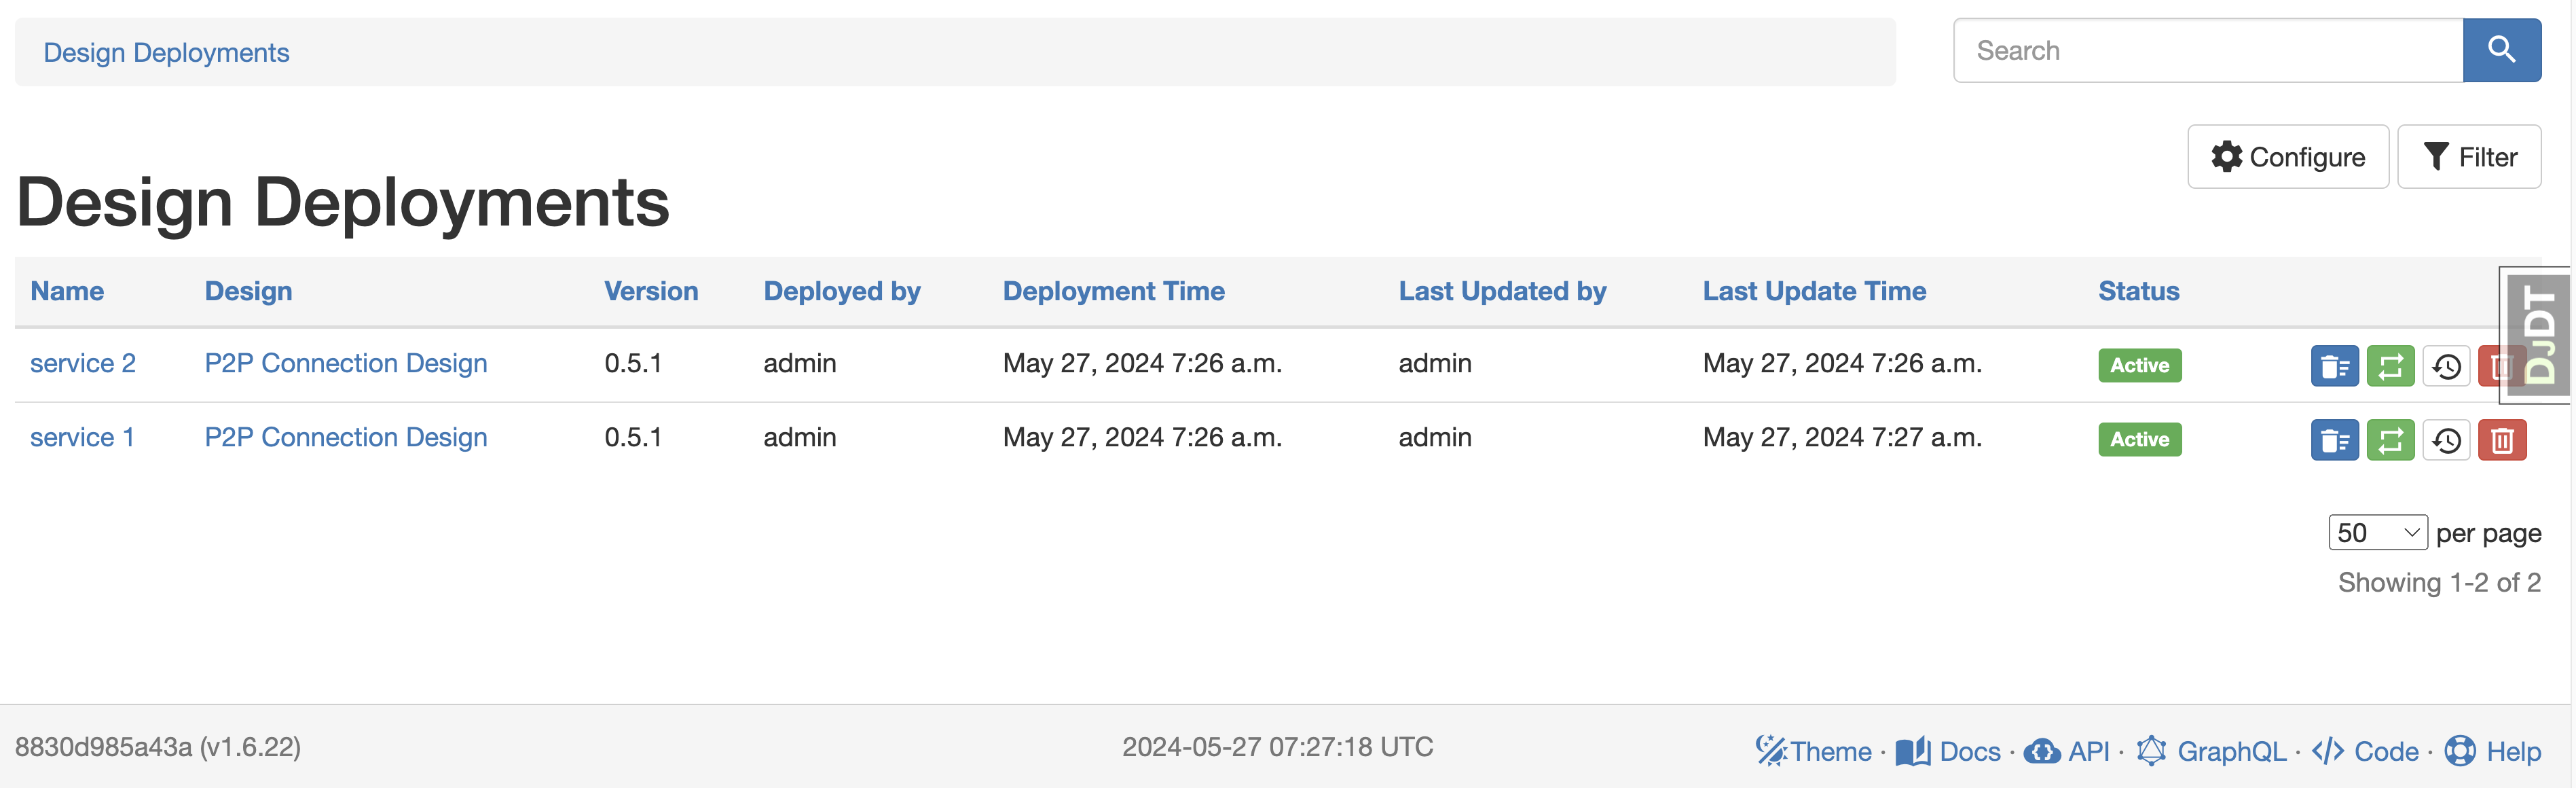 Design Deployments
Search
Configure Filter
Design Deployments
Name Design Version Deployed by Deployment Time Last Updated by Last Update Time Status
service 2 P2P Connection Design 0.5.1 admin May 27, 2024 7:26 a.m. admin May 27, 2024 7:26 a.m. Active
service 1 P2P Connection Design 0.5.1 admin May 27, 2024 7:26 a.m. admin May 27, 2024 7:27 a.m. Active
DJDT
50 per page
Showing 1-2 of 2
8830d985a43a (v1.6.22) 2024-05-27 07:27:18 UTC Theme · Docs · API · GraphQL · Code · Help